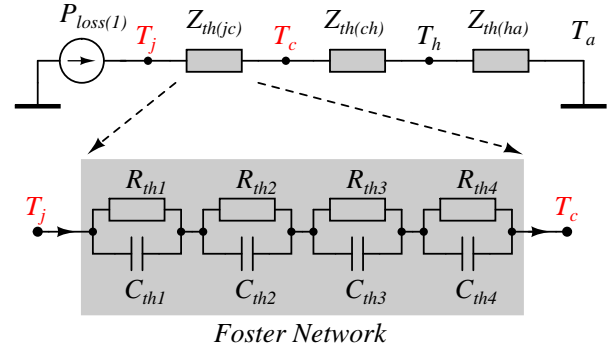 P_loss(1) T_j Z_th(jc) T_c Z_th(ch) T_h Z_th(ha) T_a
R_th1 R_th2 R_th3 R_th4
T_j T_c
C_th1 C_th2 C_th3 C_th4
Foster Network